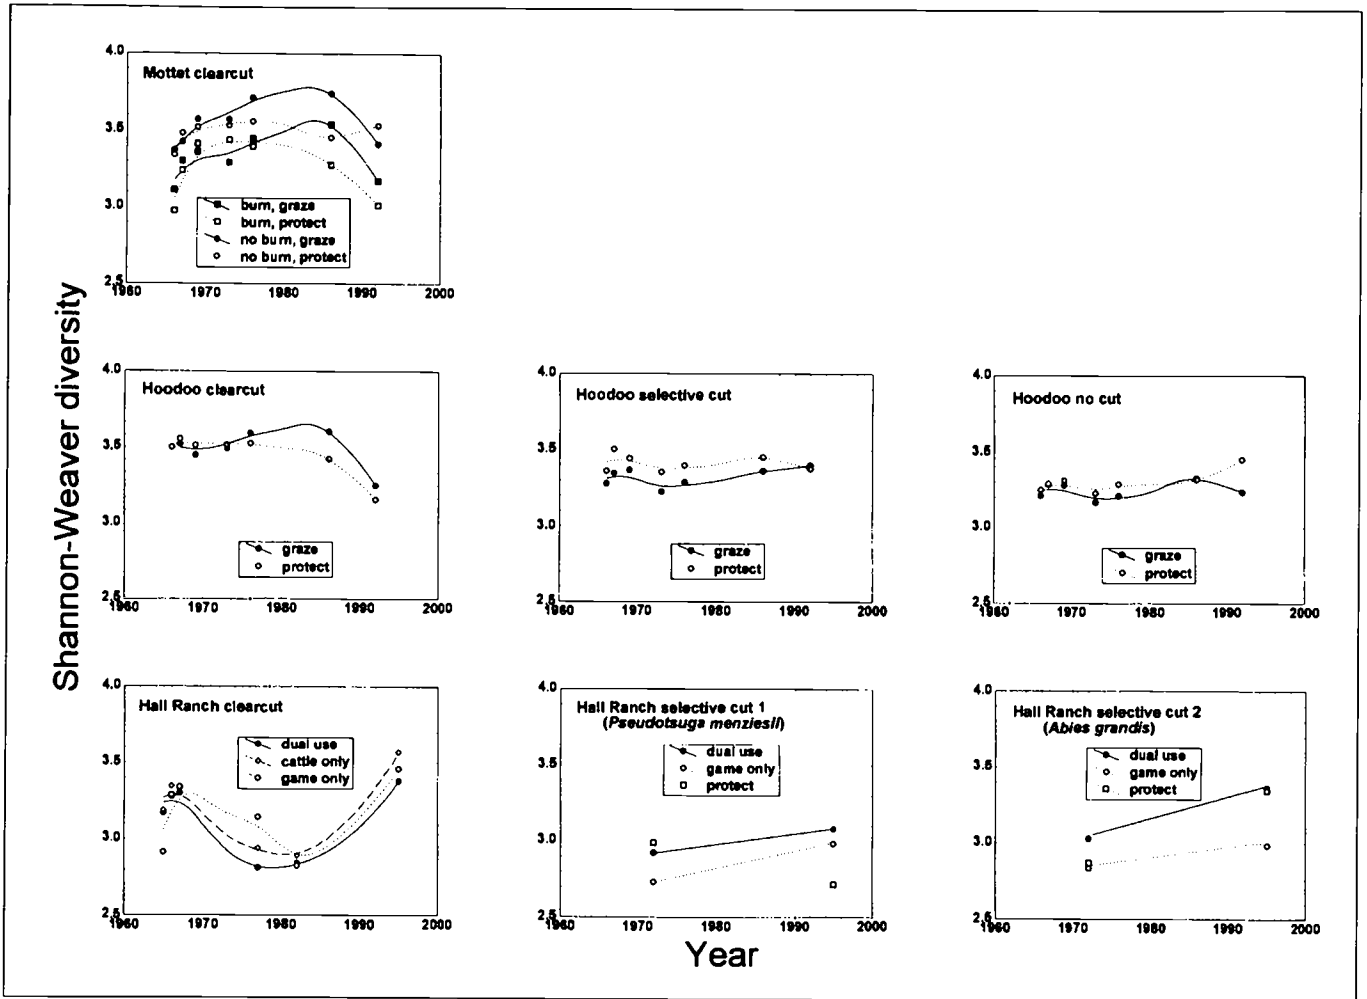 Shannon-Weaver diversity
Mottet clearcut
4.0
3.5
3.0
2.5
burn, graze
burn, protect
no burn, graze
no burn, protect
1960 1970 1980 1990 2000
Hoodoo clearcut
4.0
3.5
3.0
2.5
graze
protect
1960 1970 1980 1990 2000
Hoodoo selective cut
4.0
3.5
3.0
2.5
graze
protect
1960 1970 1980 1990 2000
Hoodoo no cut
4.0
3.5
3.0
2.5
graze
protect
1960 1970 1980 1990 2000
Hall Ranch clearcut
4.0
3.5
3.0
2.5
dual use
cattle only
game only
1960 1970 1980 1990 2000
Hall Ranch selective cut 1
(Pseudotsuga menziesii)
4.0
3.5
3.0
2.5
dual use
game only
protect
1960 1970 1980 1990 2000
Hall Ranch selective cut 2
(Abies grandis)
4.0
3.5
3.0
2.5
dual use
game only
protect
1960 1970 1980 1990 2000
Year